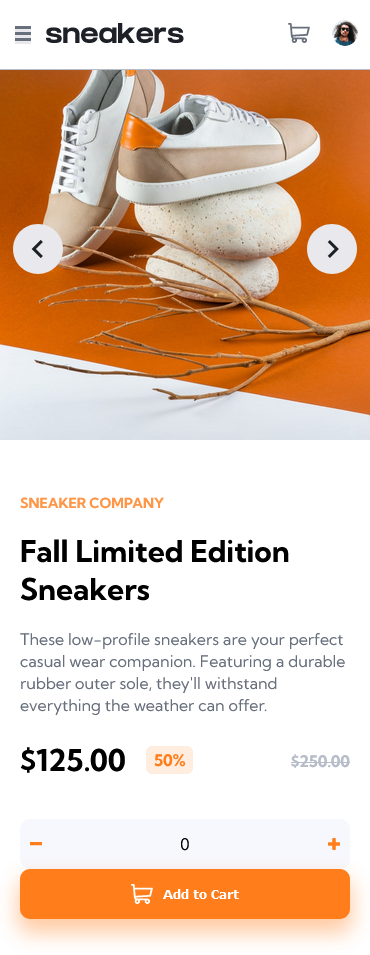 sneakers
SNEAKER COMPANY
Fall Limited Edition
Sneakers
These low-profile sneakers are your perfect
casual wear companion. Featuring a durable
rubber outer sole, they'll withstand
everything the weather can offer.
$125.00 50% $250.00
0
Add to Cart